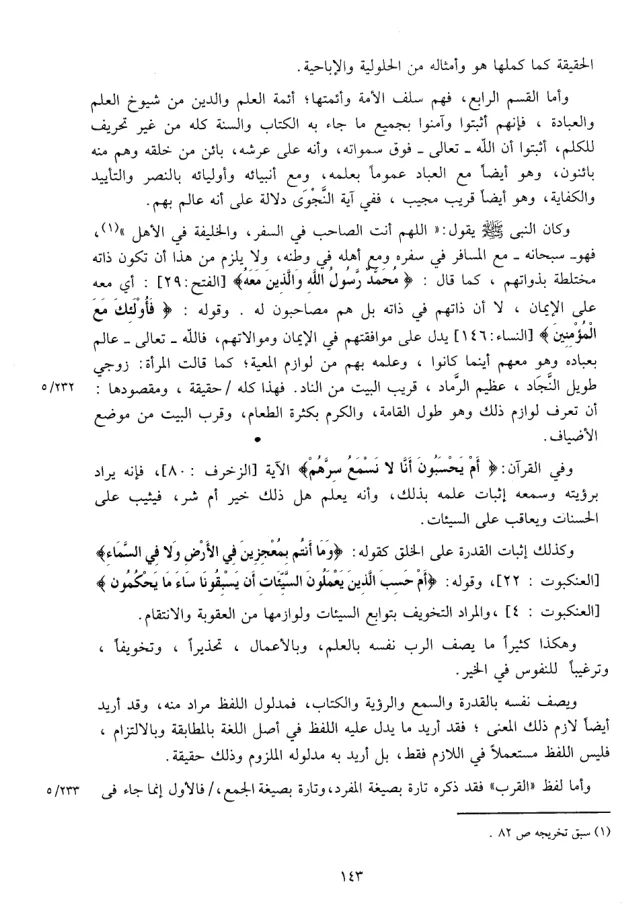 الحقيقة كما كملها هو وأمثاله من الحلولية والإباحية .
وأما القسم الرابع، فهم سلف الأمة وأئمتها؛ أئمة العلم والدين من شيوخ العلم
والعبادة ، فإنهم أثبتوا وآمنوا بجميع ما جاء به الكتاب والسنة كله من غير تحريف
للكلم، أثبتوا أن اللّه ـ تعالى ـ فوق سمواته، وأنه على عرشه، بائن من خلقه وهم منه
بائنون، وهو أيضاً مع العباد عموماً بعلمه، ومع أنبيائه وأوليائه بالنصر والتأييد
والكفاية، وهو أيضاً قريب مجيب ، ففي آية النَّجْوَى دلالة على أنه عالم بهم.
وكان النبي ﷺ يقول:« اللهم أنت الصاحب في السفر، والخليفة في الأهل »(١)،
فهو ـ سبحانه ـ مع المسافر في سفره ومع أهله في وطنه، ولا يلزم من هذا أن تكون ذاته
مختلطة بذواتهم ، كما قال : ﴿ مُحَمَّدٌ رَسُولُ اللَّهِ وَالَّذِينَ مَعَهُ﴾ [الفتح:٢٩] : أي معه
على الإيمان ، لا أن ذاتهم في ذاته بل هم مصاحبون له . وقوله : ﴿ فَأُوْلَئِكَ مَعَ
الْمُؤْمِنِينَ ﴾ [النساء:١٤٦] يدل على موافقتهم في الإيمان وموالاتهم، فاللّه ـ تعالى ـ عالم
بعباده وهو معهم أينما كانوا ، وعلمه بهم من لوازم المعية؛ كما قالت المرأة: زوجي
طويل النَّجَاد ، عظيم الرَّماد ، قريب البيت من الناد. فهذا كله / حقيقة ، ومقصودها : ٥/٢٣٢
أن تعرف لوازم ذلك وهو طول القامة، والكرم بكثرة الطعام، وقرب البيت من موضع
الأضياف.
وفي القرآن:﴿ أَمْ يَحْسَبُونَ أَنَّا لا نَسْمَعُ سِرَّهُمْ﴾ الآية [الزخرف : ٨٠]، فإنه يراد
برؤيته وسمعه إثبات علمه بذلك، وأنه يعلم هل ذلك خير أم شر، فيثيب على
الحسنات ويعاقب على السيئات.
وكذلك إثبات القدرة على الخلق كقوله: ﴿وَمَا أَنتُم بِمُعْجِزِينَ فِي الأَرْضِ وَلا فِي السَّمَاءِ﴾
[العنكبوت : ٢٢]، وقوله: ﴿أَمْ حَسِبَ الَّذِينَ يَعْمَلُونَ السَّيِّئَاتِ أَن يَسْبِقُونَا سَاءَ مَا يَحْكُمُون ﴾
[العنكبوت : ٤] ،والمراد التخويف بتوابع السيئات ولوازمها من العقوبة والانتقام.
وهكذا كثيراً ما يصف الرب نفسه بالعلم، وبالأعمال ، تحذيراً ، وتخويفاً ،
وترغيباً للنفوس في الخير.
ويصف نفسه بالقدرة والسمع والرؤية والكتاب، فمدلول اللفظ مراد منه، وقد أريد
أيضاً لازم ذلك المعنى ؛ فقد أريد ما يدل عليه اللفظ في أصل اللغة بالمطابقة وبالالتزام ،
فليس اللفظ مستعملاً في اللازم فقط، بل أريد به مدلوله الملزوم وذلك حقيقة.
وأما لفظ «القرب» فقد ذكره تارة بصيغة المفرد،وتارة بصيغة الجمع،/ فالأول إنما جاء فى ٥/٢٣٣
(١) سبق تخريجه ص ٨٢ .
١٤٣